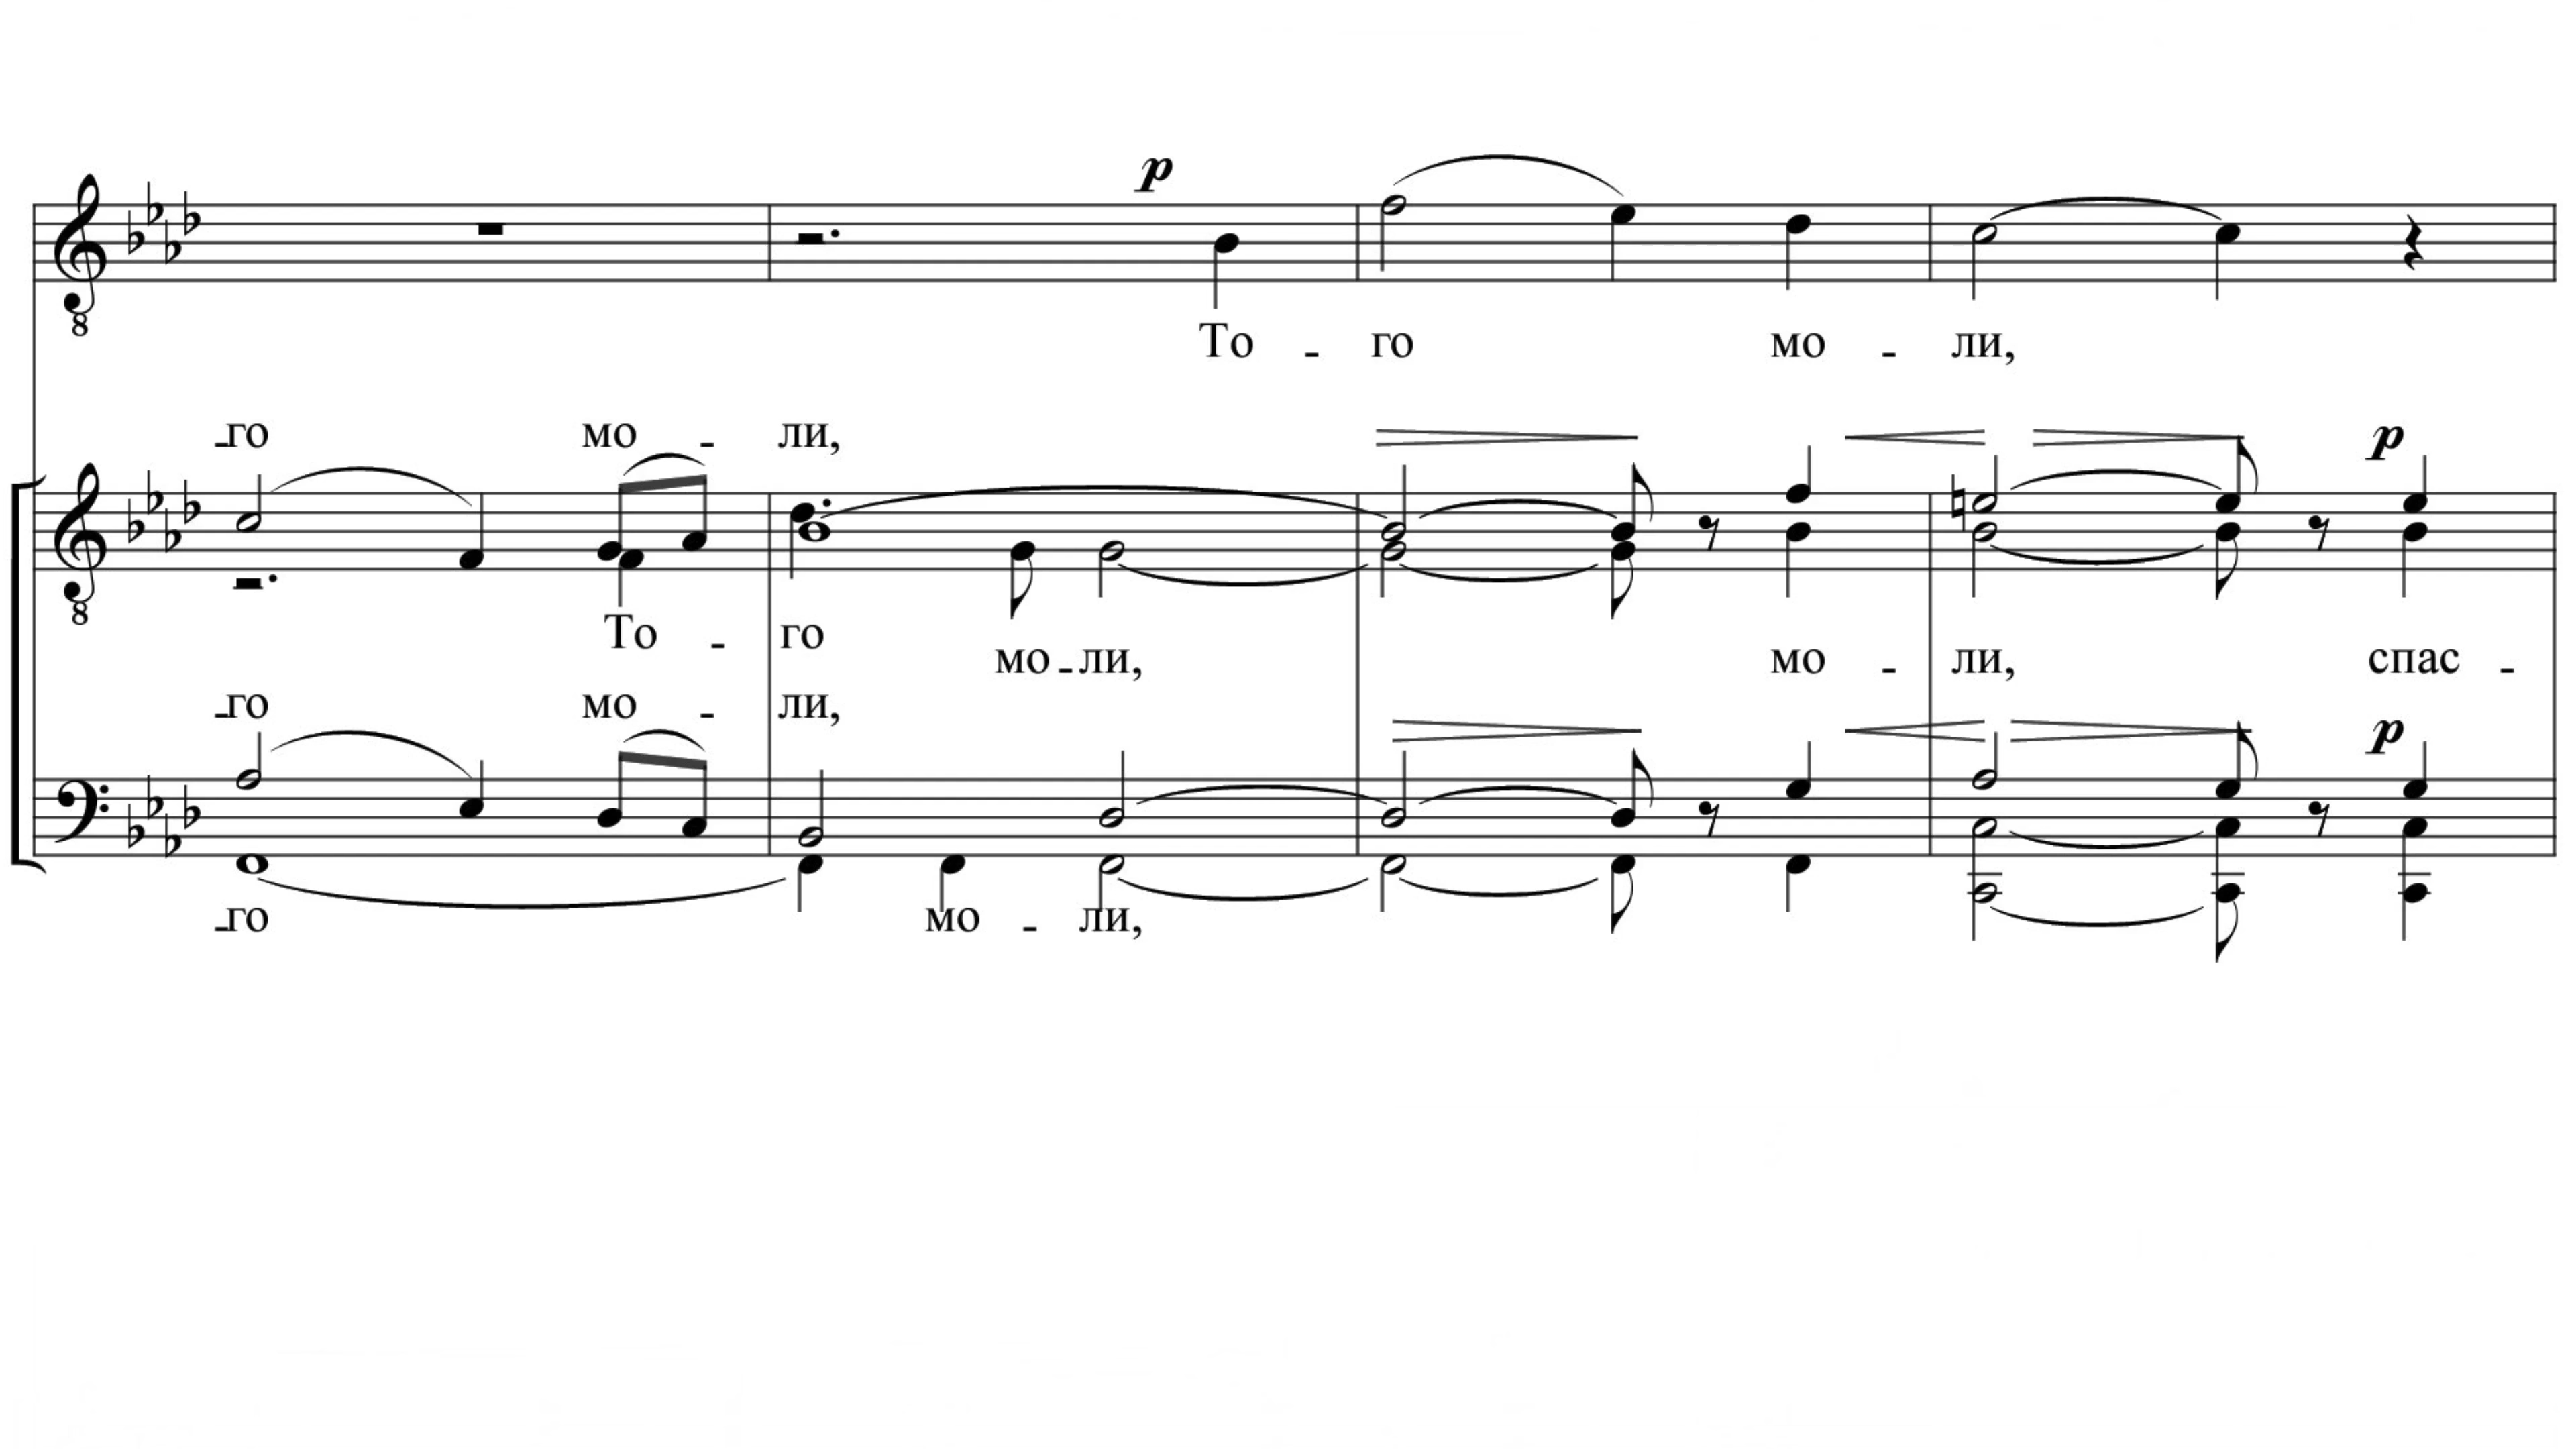 p
То - го мо - ли,
-го мо - ли, p
8
То - го
мо - ли, мо - ли, спас -
-го мо - ли,
p
-го мо - ли,